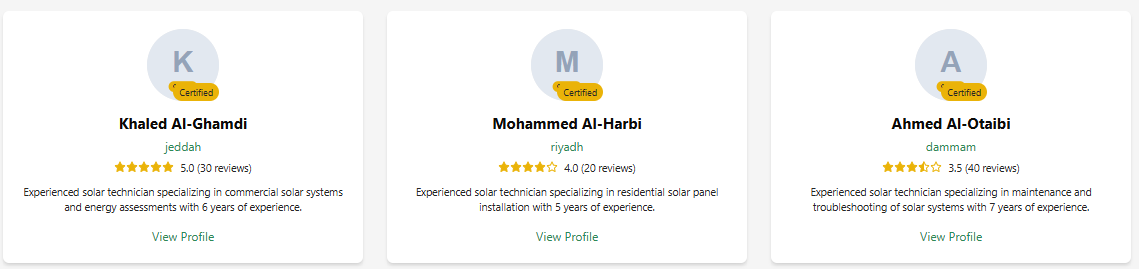 K
Certified
Khaled Al-Ghamdi
jeddah
5.0 (30 reviews)
Experienced solar technician specializing in commercial solar systems
and energy assessments with 6 years of experience.
View Profile
M
Certified
Mohammed Al-Harbi
riyadh
4.0 (20 reviews)
Experienced solar technician specializing in residential solar panel
installation with 5 years of experience.
View Profile
A
Certified
Ahmed Al-Otaibi
dammam
3.5 (40 reviews)
Experienced solar technician specializing in maintenance and
troubleshooting of solar systems with 7 years of experience.
View Profile